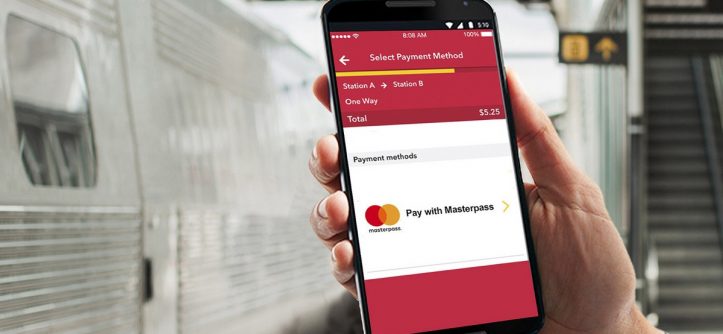 5:10
8:08 AM
100%
Select Payment Method
Station A → Station B
One Way
Total $5.25
Payment methods
Pay with Masterpass
masterpass.
B